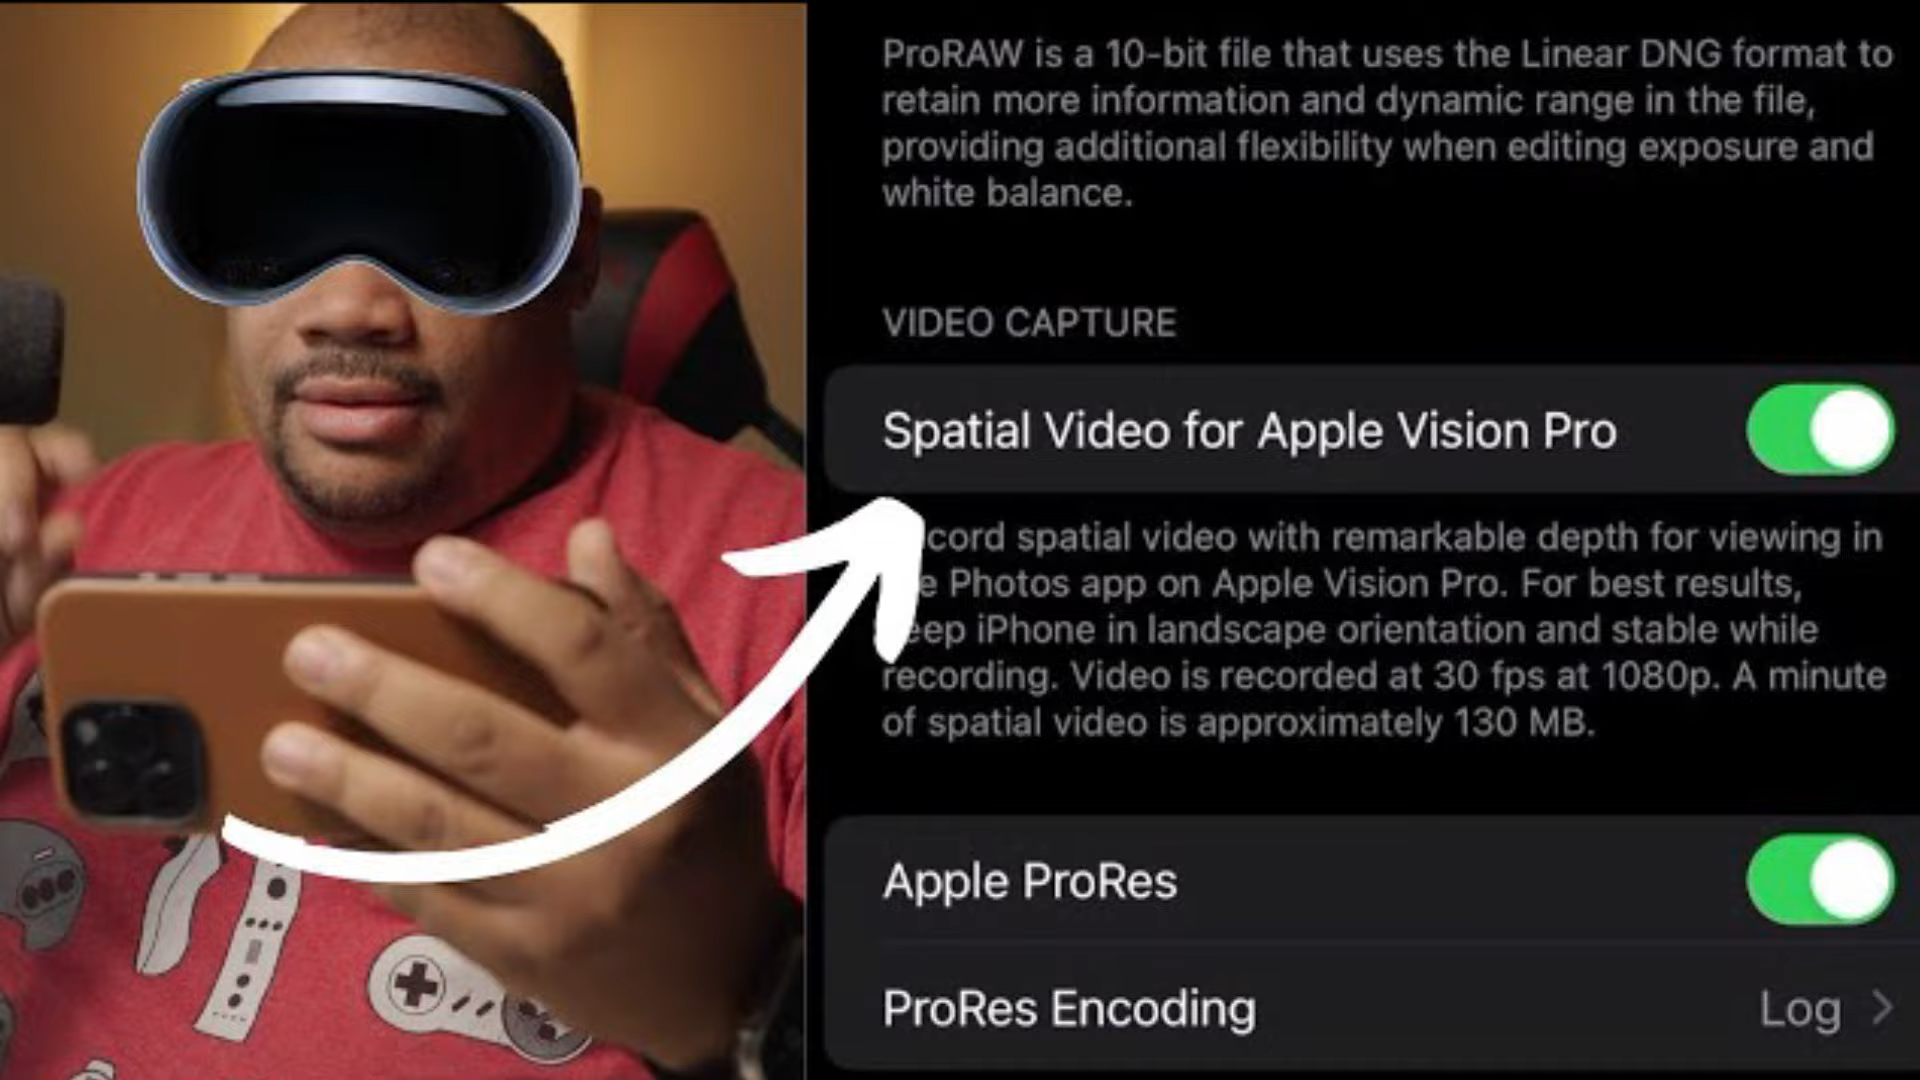 ProRAW is a 10-bit file that uses the Linear DNG format to
retain more information and dynamic range in the file,
providing additional flexibility when editing exposure and
white balance.
VIDEO CAPTURE
Spatial Video for Apple Vision Pro
cord spatial video with remarkable depth for viewing in
e Photos app on Apple Vision Pro. For best results,
eep iPhone in landscape orientation and stable while
recording. Video is recorded at 30 fps at 1080p. A minute
of spatial video is approximately 130 MB.
Apple ProRes
ProRes Encoding
Log